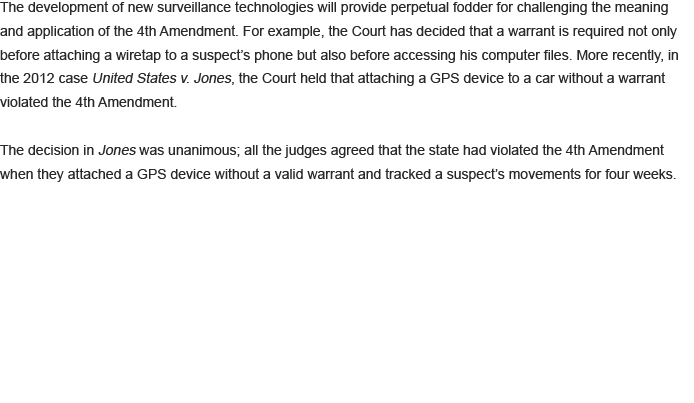 The development of new surveillance technologies will provide perpetual fodder for challenging the meaning
and application of the 4th Amendment. For example, the Court has decided that a warrant is required not only
before attaching a wiretap to a suspect’s phone but also before accessing his computer files. More recently, in
the 2012 case United States v. Jones, the Court held that attaching a GPS device to a car without a warrant
violated the 4th Amendment.
The decision in Jones was unanimous; all the judges agreed that the state had violated the 4th Amendment
when they attached a GPS device without a valid warrant and tracked a suspect’s movements for four weeks.